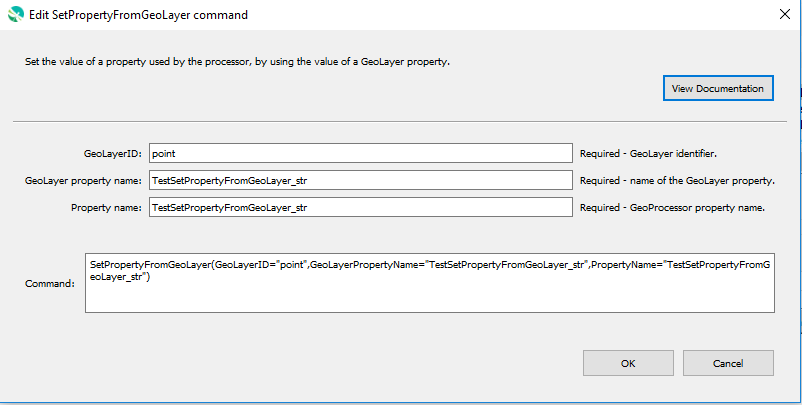 Edit SetPropertyFromGeoLayer command
Set the value of a property used by the processor, by using the value of a GeoLayer property.
View Documentation
GeoLayerID: point Required - GeoLayer identifier.
GeoLayer property name: TestSetPropertyFromGeoLayer_str Required - name of the GeoLayer property.
Property name: TestSetPropertyFromGeoLayer_str Required - GeoProcessor property name.
Command: SetPropertyFromGeoLayer(GeoLayerID="point",GeoLayerPropertyName="TestSetPropertyFromGeoLayer_str",PropertyName="TestSetPropertyFromG
eoLayer_str")
OK Cancel